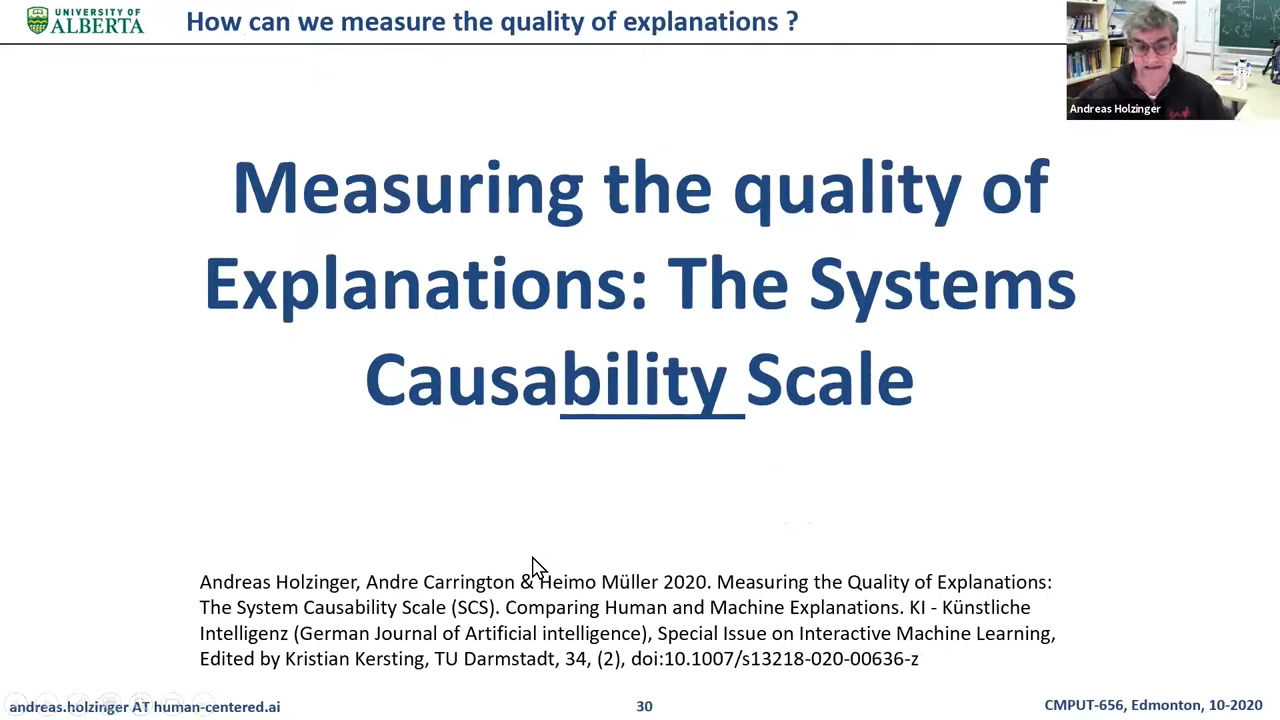 UNIVERSITY OF
ALBERTA
How can we measure the quality of explanations ?
Andreas Holzinger
Measuring the quality of
Explanations: The Systems
Causability Scale
Andreas Holzinger, Andre Carrington & Heimo Müller 2020. Measuring the Quality of Explanations:
The System Causability Scale (SCS). Comparing Human and Machine Explanations. KI - Künstliche
Intelligenz (German Journal of Artificial intelligence), Special Issue on Interactive Machine Learning,
Edited by Kristian Kersting, TU Darmstadt, 34, (2), doi:10.1007/s13218-020-00636-z
andreas.holzinger AT human-centered.ai
30
CMPUT-656, Edmonton, 10-2020